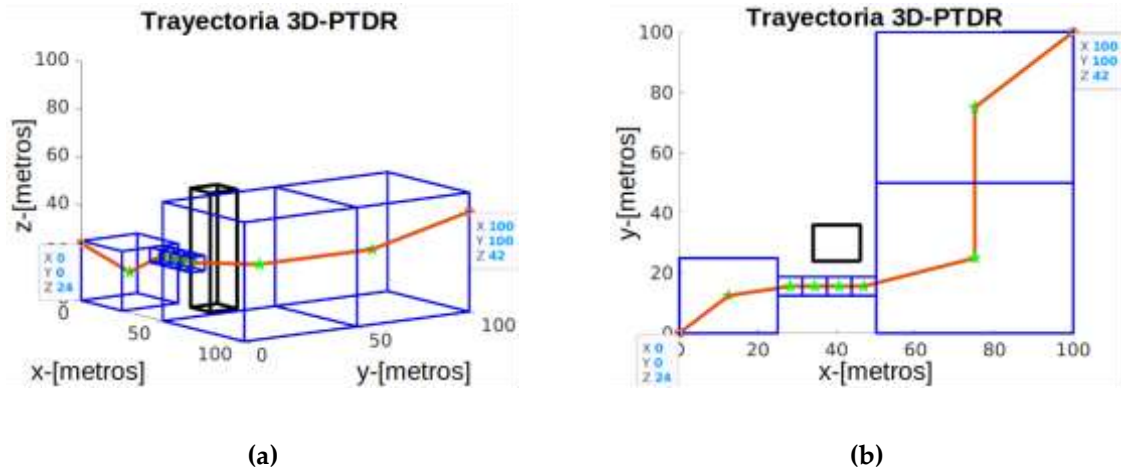 Trayectoria 3D-PTDR
100
80
60
40
0
z-[metros]
X 0
Y 0
Z 24
50
100
x-[metros]
0
50
100
y-[metros]
X 100
Y 100
Z 42
(a)
Trayectoria 3D-PTDR
100
80
60
40
20
0
y-[metros]
X 100
Y 100
Z 42
X 0
Y 0
Z 24
20
40
60
80
100
x-[metros]
(b)